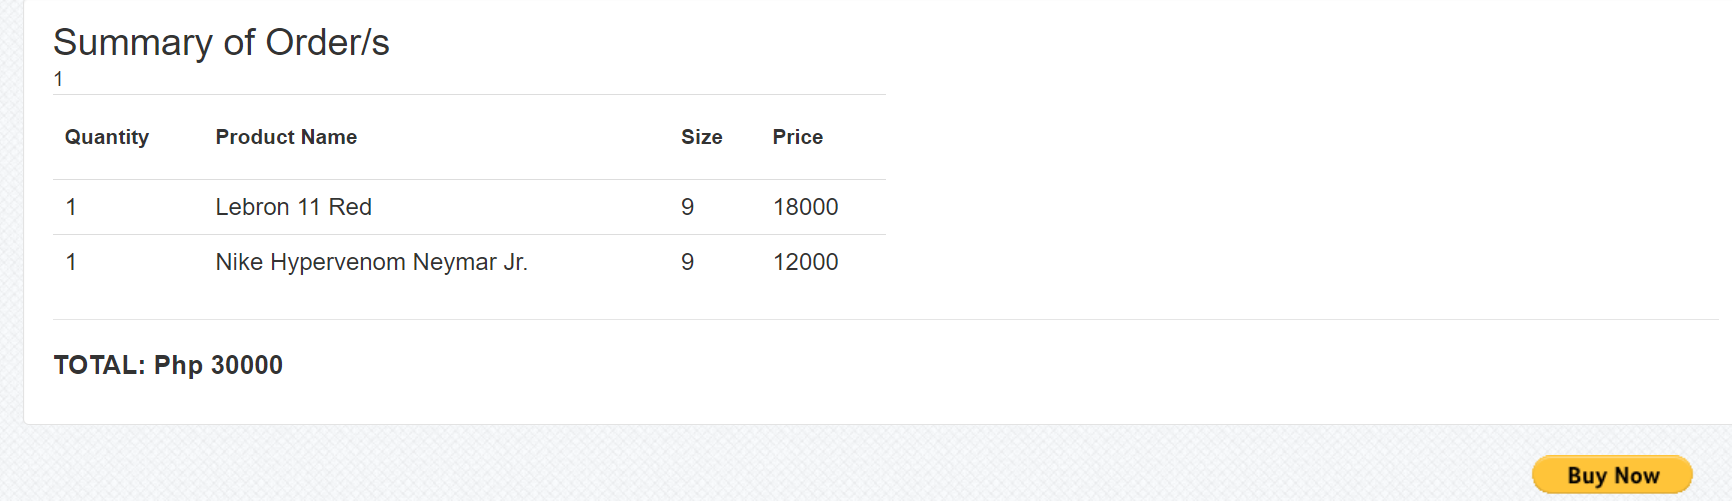 Summary of Order/s
1
Quantity Product Name Size Price
1 Lebron 11 Red 9 18000
1 Nike Hypervenom Neymar Jr. 9 12000
TOTAL: Php 30000
Buy Now